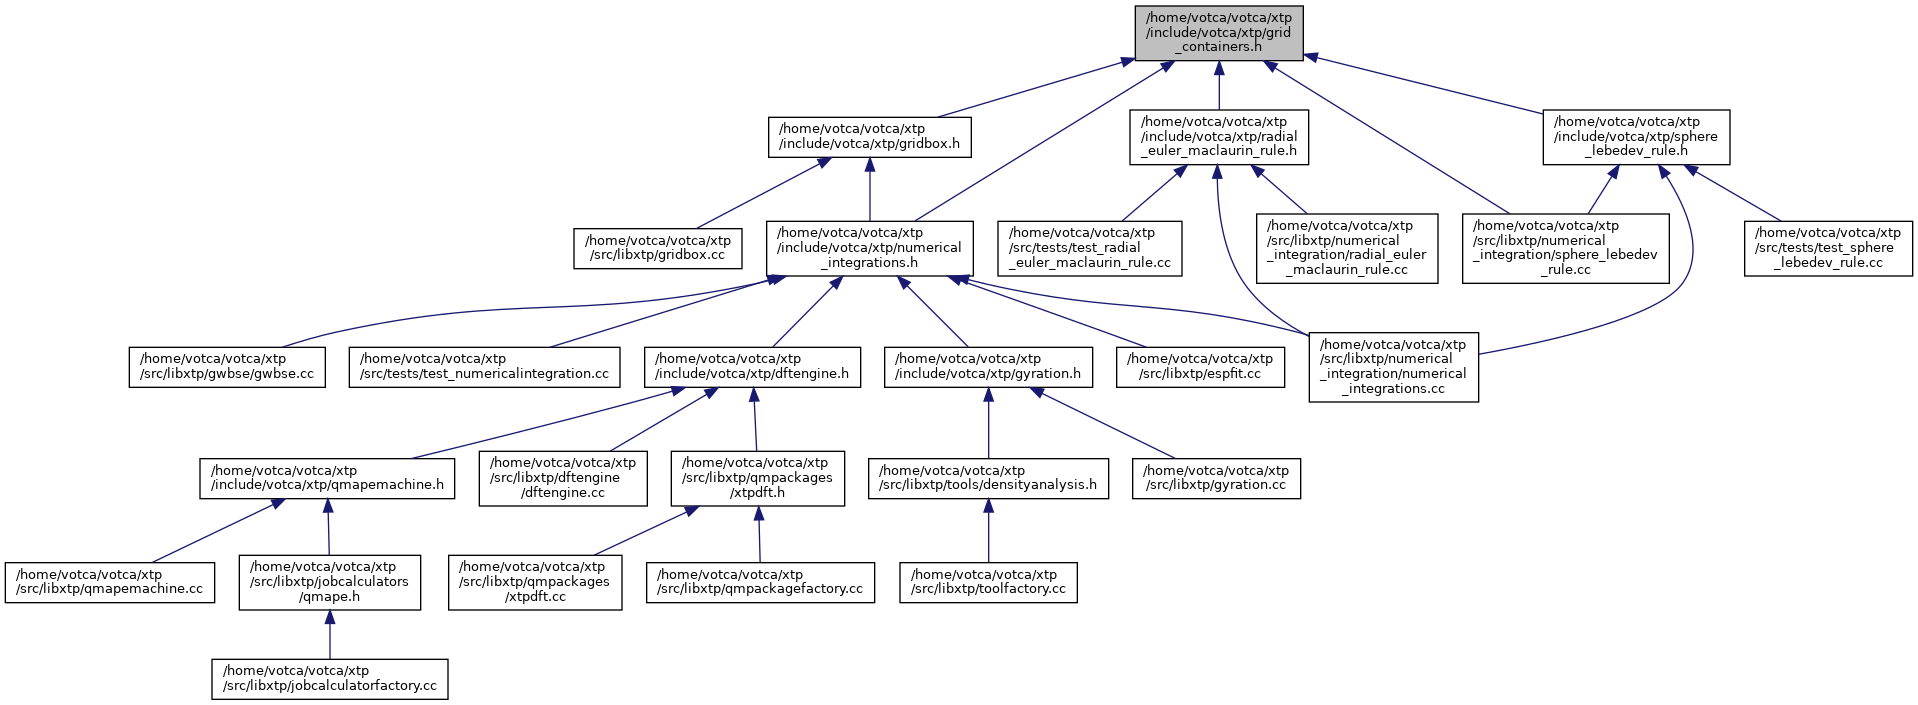 /home/votca/votca/xtp
/include/votca/xtp/grid
_containers.h
/home/votca/votca/xtp
/include/votca/xtp/gridbox.h
/home/votca/votca/xtp
/include/votca/xtp/radial
_euler_maclaurin_rule.h
/home/votca/votca/xtp
/include/votca/xtp/sphere
_lebedev_rule.h
/home/votca/votca/xtp
/src/libxtp/gridbox.cc
/home/votca/votca/xtp
/include/votca/xtp/numerical
_integrations.h
/home/votca/votca/xtp
/src/tests/test_radial
_euler_maclaurin_rule.cc
/home/votca/votca/xtp
/src/libxtp/numerical
_integration/radial_euler
_maclaurin_rule.cc
/home/votca/votca/xtp
/src/libxtp/numerical
_integration/sphere_lebedev
_rule.cc
/home/votca/votca/xtp
/src/tests/test_sphere
_lebedev_rule.cc
/home/votca/votca/xtp
/src/libxtp/gwbse/gwbse.cc
/home/votca/votca/xtp
/src/tests/test_numericalintegration.cc
/home/votca/votca/xtp
/include/votca/xtp/dftengine.h
/home/votca/votca/xtp
/include/votca/xtp/gyration.h
/home/votca/votca/xtp
/src/libxtp/espfit.cc
/home/votca/votca/xtp
/src/libxtp/numerical
_integration/numerical
_integrations.cc
/home/votca/votca/xtp
/include/votca/xtp/qmapemachine.h
/home/votca/votca/xtp
/src/libxtp/dftengine
/dftengine.cc
/home/votca/votca/xtp
/src/libxtp/qmpackages
/xtpdft.h
/home/votca/votca/xtp
/src/libxtp/tools/densityanalysis.h
/home/votca/votca/xtp
/src/libxtp/gyration.cc
/home/votca/votca/xtp
/src/libxtp/qmapemachine.cc
/home/votca/votca/xtp
/src/libxtp/jobcalculators
/qmape.h
/home/votca/votca/xtp
/src/libxtp/qmpackages
/xtpdft.cc
/home/votca/votca/xtp
/src/libxtp/qmpackagefactory.cc
/home/votca/votca/xtp
/src/libxtp/toolfactory.cc
/home/votca/votca/xtp
/src/libxtp/jobcalculatorfactory.cc